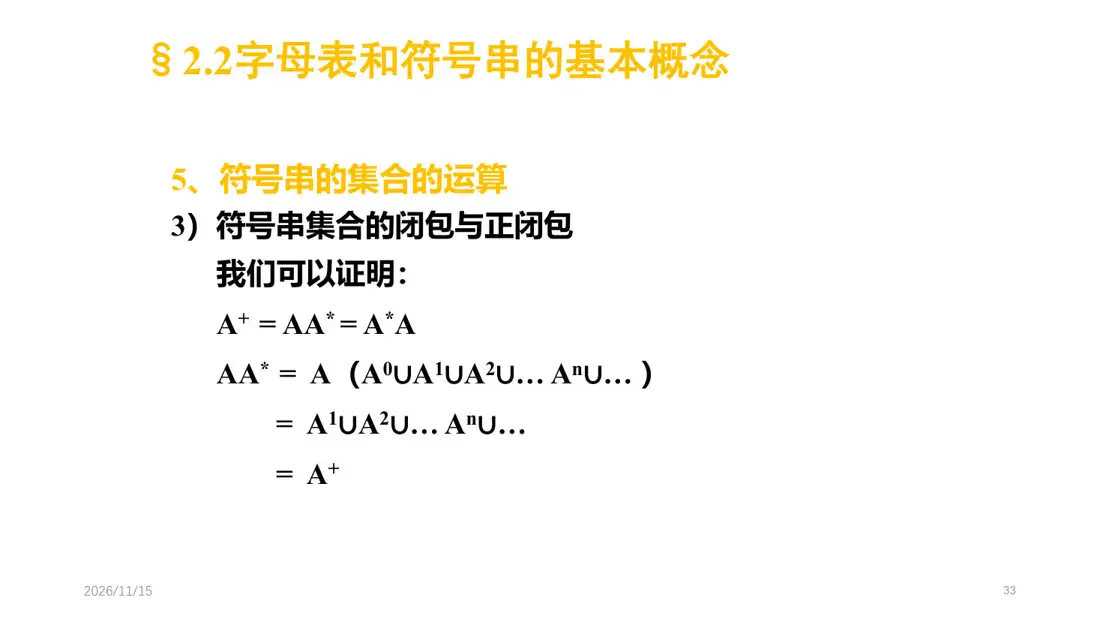 §2.2字母表和符号串的基本概念
5、符号串的集合的运算
3）符号串集合的闭包与正闭包
我们可以证明：
A⁺ = AA* = A*A
AA* = A（A⁰∪A¹∪A²∪… Aⁿ∪… ）
= A¹∪A²∪… Aⁿ∪…
= A⁺
2026/11/15
33